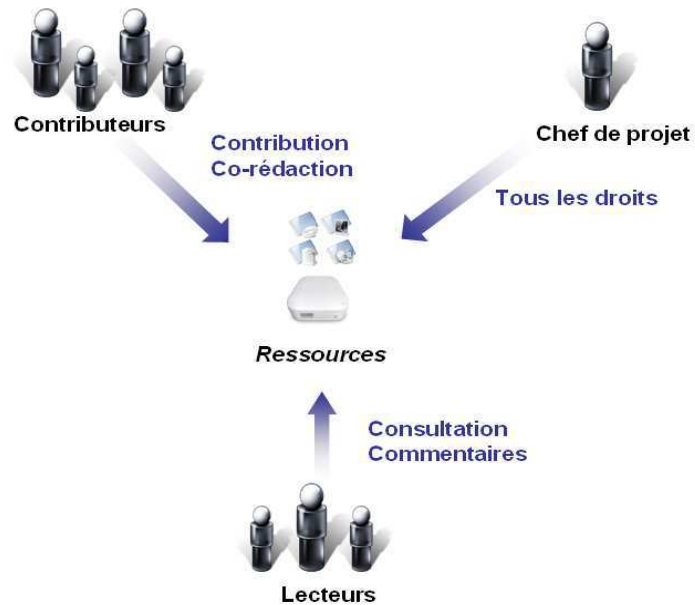 Contributeurs
Chef de projet
Contribution
Co-rédaction
Tous les droits
Ressources
Consultation
Commentaires
Lecteurs